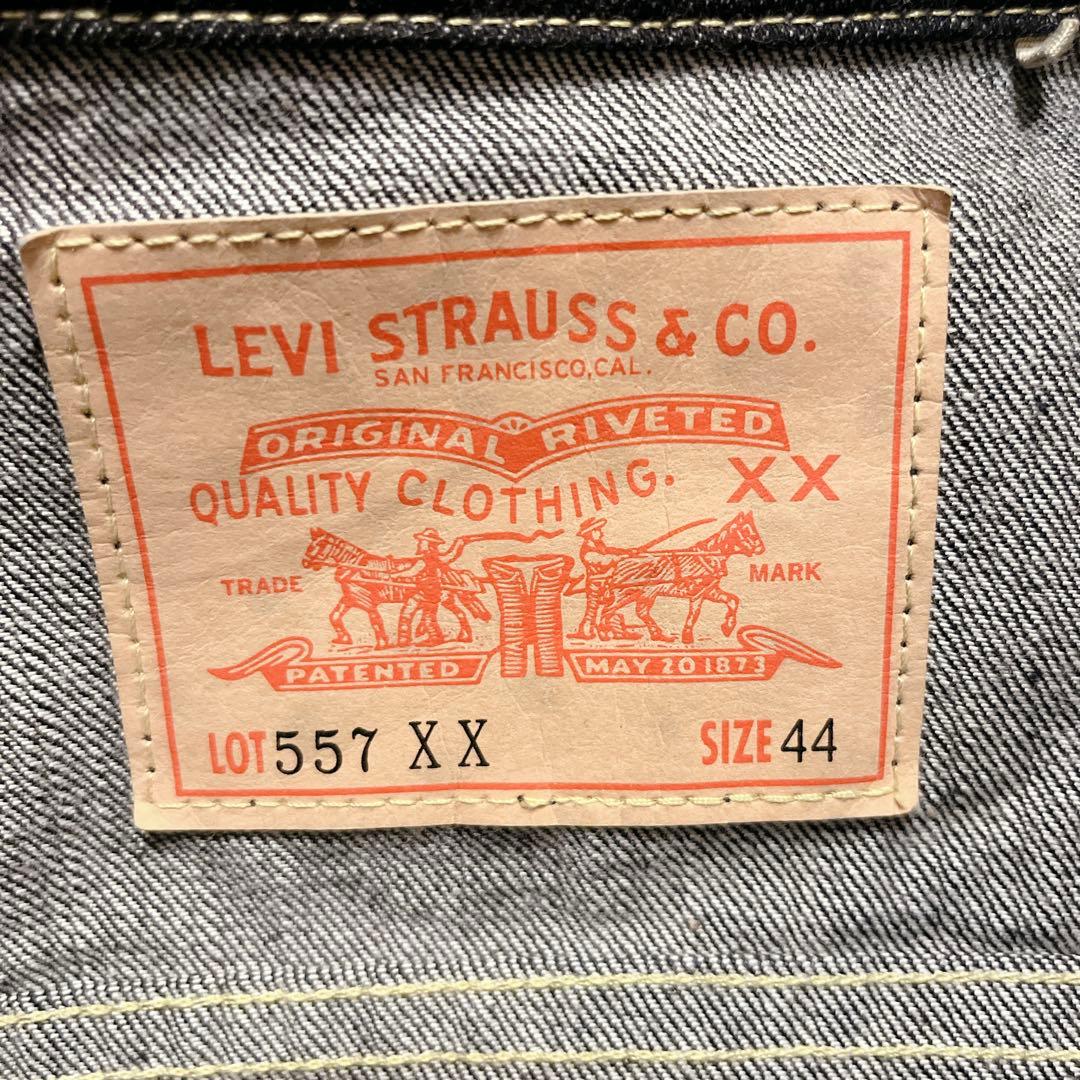 LEVI STRAUSS & CO.
SAN FRANCISCO, CAL.
ORIGINAL RIVETED
QUALITY CLOTHING. XX
TRADE MARK
PATENTED MAY 20 1873
LOT 557 XX SIZE 44